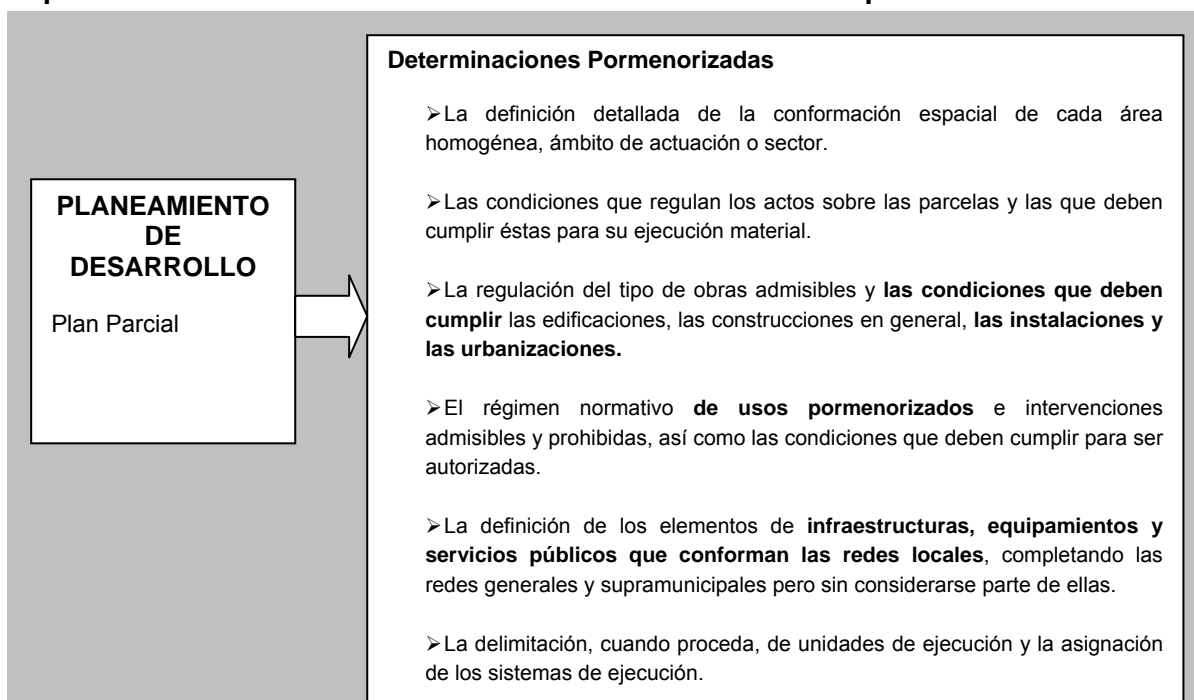 PLANEAMIENTO
DE
DESARROLLO
Plan Parcial
Determinaciones Pormenorizadas
➢La definición detallada de la conformación espacial de cada área
homogénea, ámbito de actuación o sector.
➢Las condiciones que regulan los actos sobre las parcelas y las que deben
cumplir éstas para su ejecución material.
➢La regulación del tipo de obras admisibles y las condiciones que deben
cumplir las edificaciones, las construcciones en general, las instalaciones y
las urbanizaciones.
➢El régimen normativo de usos pormenorizados e intervenciones
admisibles y prohibidas, así como las condiciones que deben cumplir para ser
autorizadas.
➢La definición de los elementos de infraestructuras, equipamientos y
servicios públicos que conforman las redes locales, completando las
redes generales y supramunicipales pero sin considerarse parte de ellas.
➢La delimitación, cuando proceda, de unidades de ejecución y la asignación
de los sistemas de ejecución.